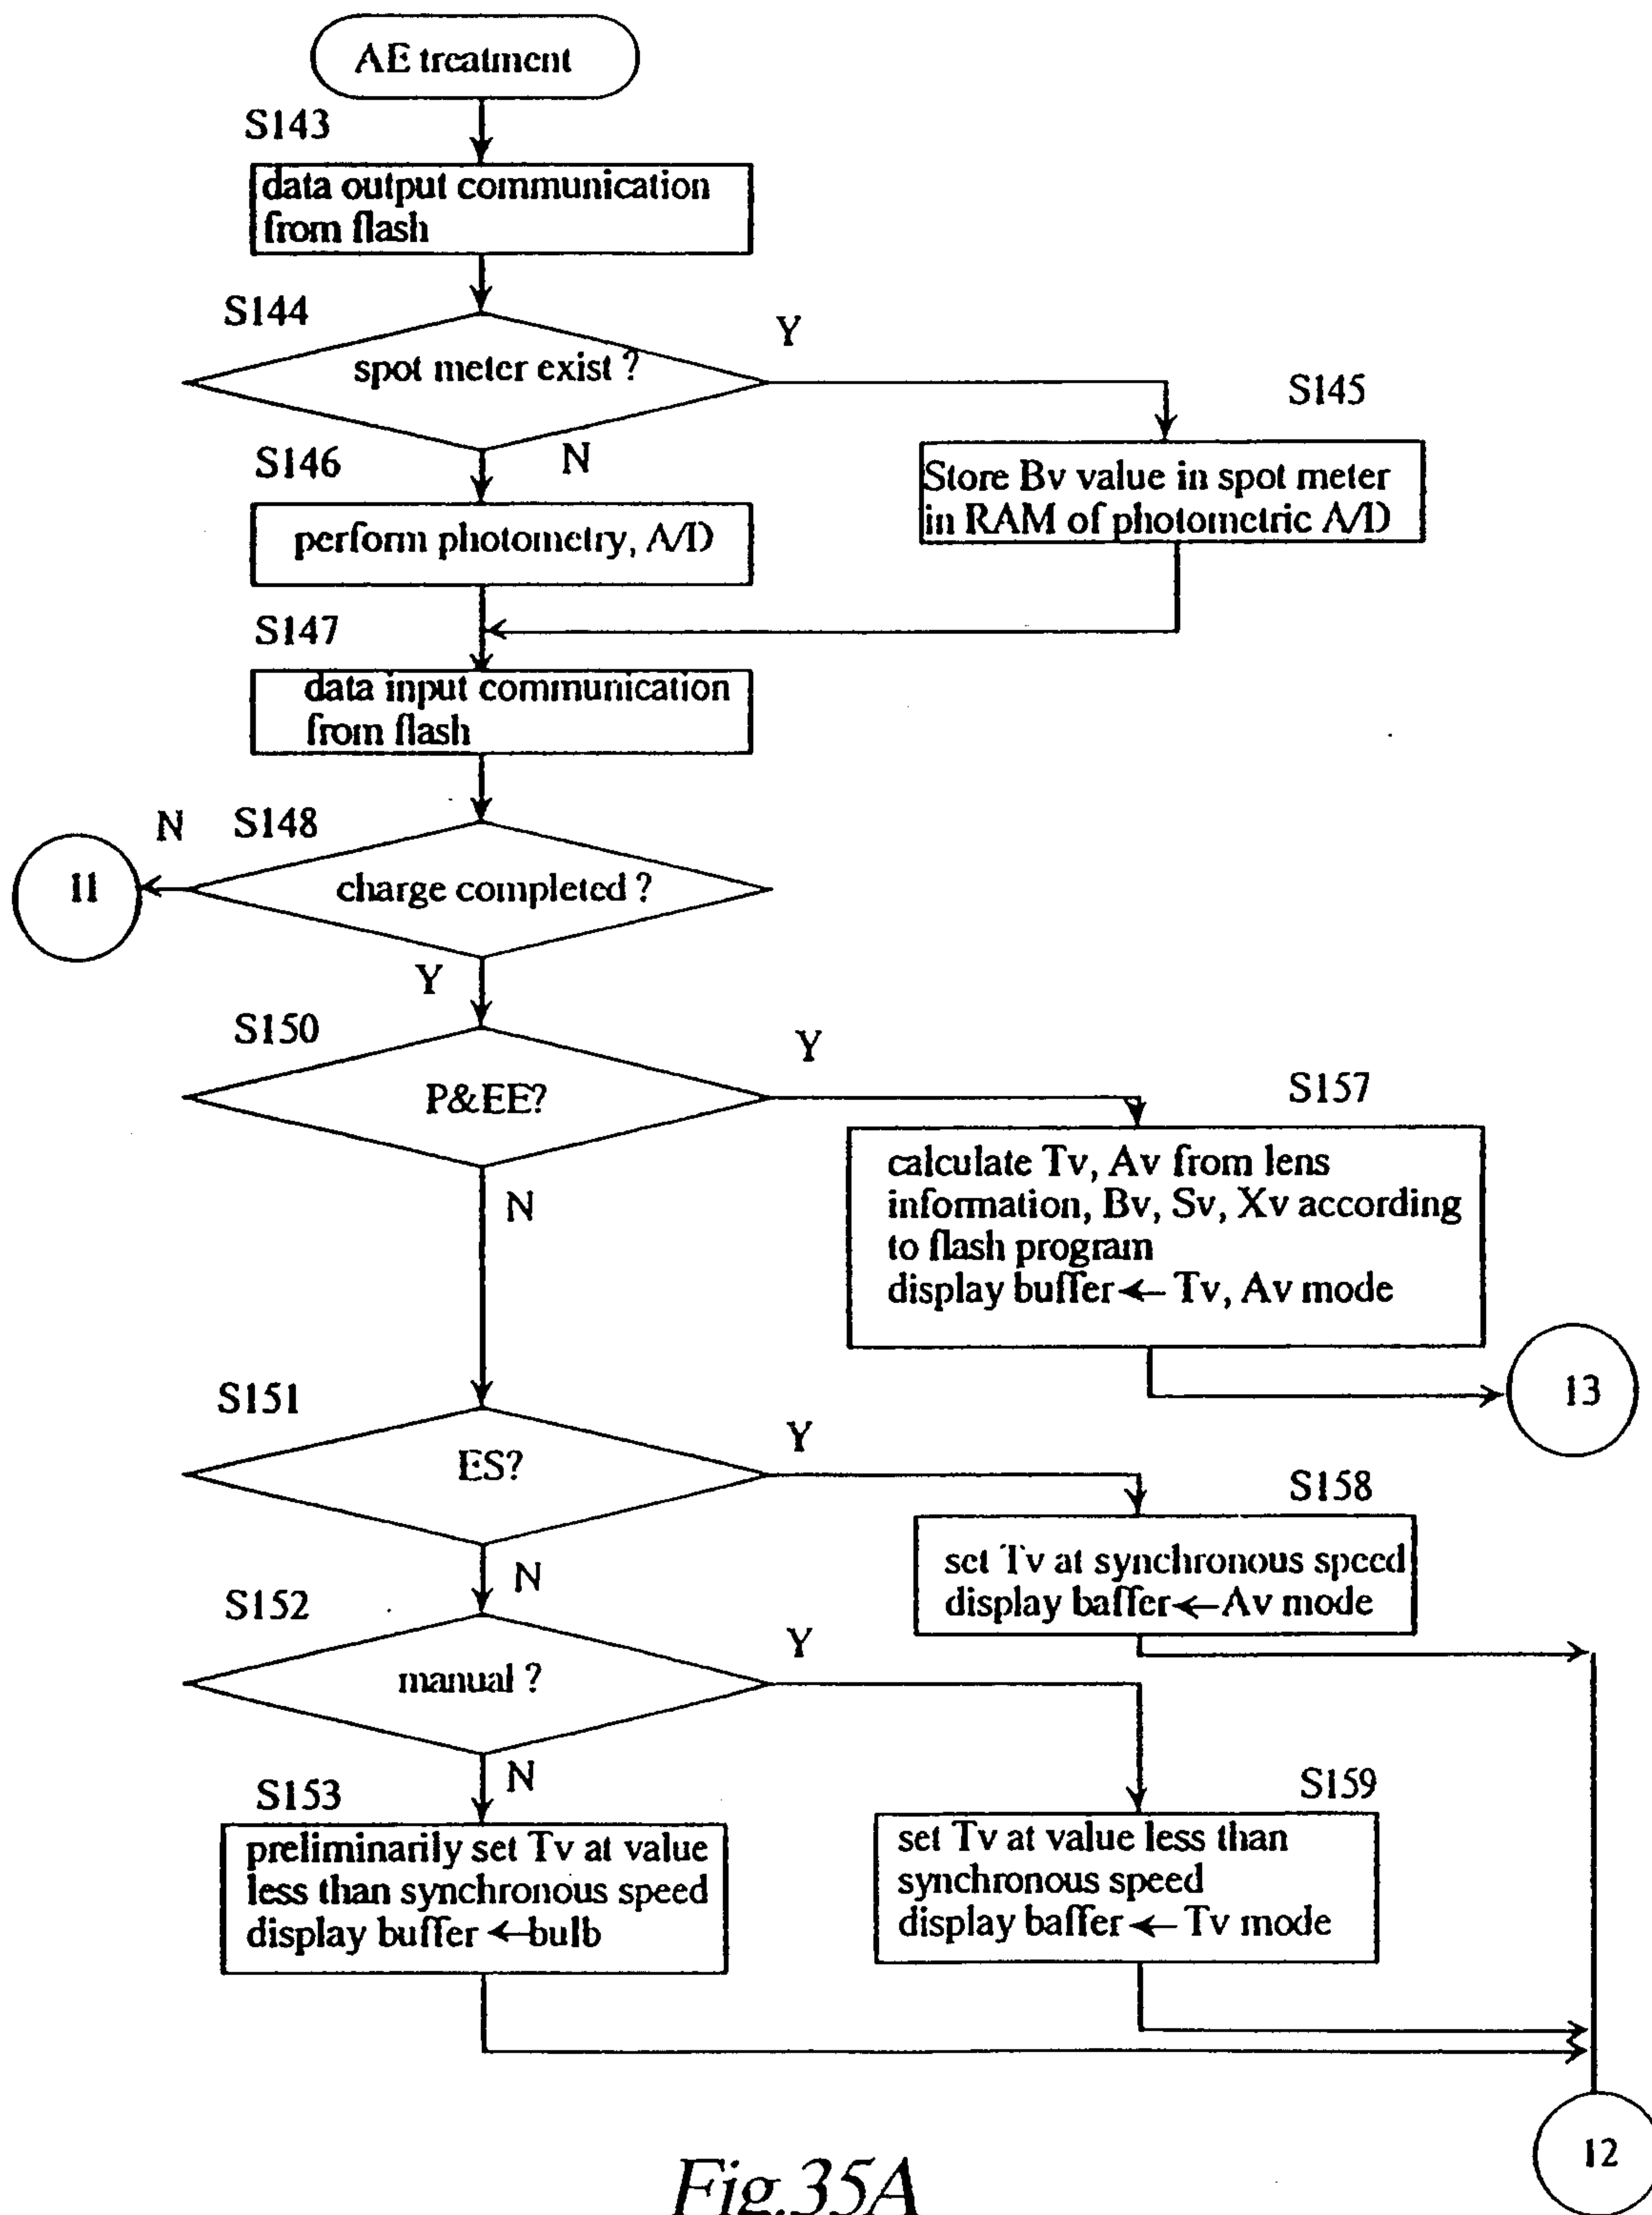 AE treatment
S143
data output communication
from flash
S144
spot meter exist ?
Y
S145
Store Bv value in spot meter
in RAM of photometric A/D
N
S146
perform photometry, A/D
S147
data input communication
from flash
N
S148
11
charge completed ?
Y
S150
Y
P&EE?
S157
calculate Tv, Av from lens
information, Bv, Sv, Xv according
to flash program
display buffer ← Tv, Av mode
N
13
S151
Y
ES?
S158
set Tv at synchronous speed
display baffer ← Av mode
N
S152
Y
manual ?
N
S153
preliminarily set Tv at value
less than synchronous speed
display buffer ← bulb
S159
set Tv at value less than
synchronous speed
display baffer ← Tv mode
12
Fig.35A